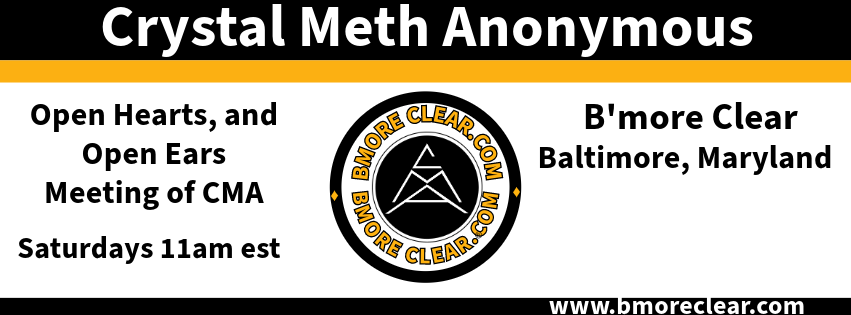 Crystal Meth Anonymous
Open Hearts, and
Open Ears
Meeting of CMA
Saturdays 11am est
BMORE CLEAR.COM
BMORE CLEAR.COM
B'more Clear
Baltimore, Maryland
www.bmoreclear.com